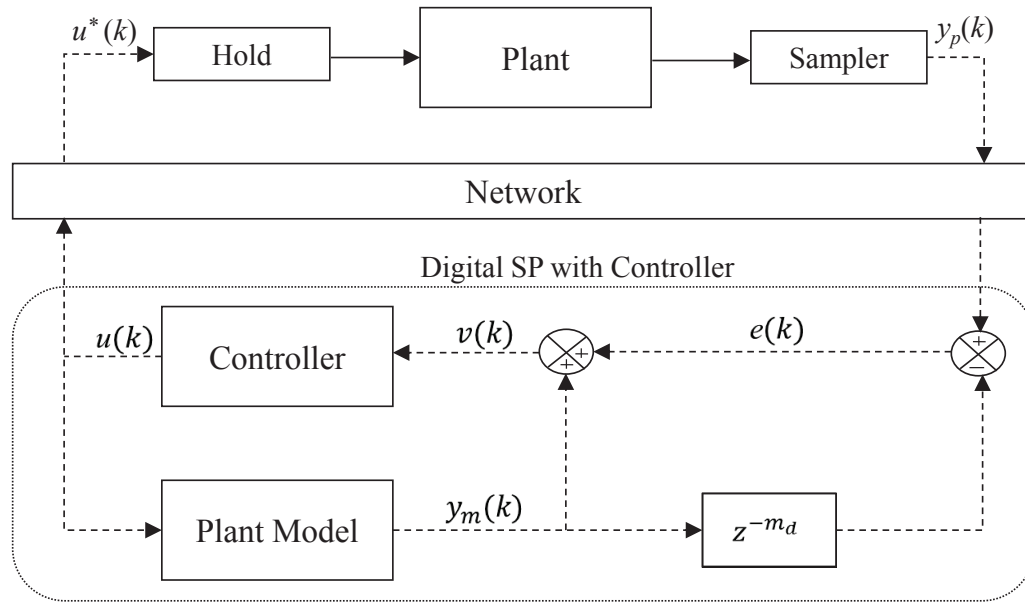 u*(k)
Hold
Plant
Sampler
y_p(k)
Network
Digital SP with Controller
u(k)
Controller
v(k)
+
+
e(k)
+
−
Plant Model
y_m(k)
z^{-m_d}